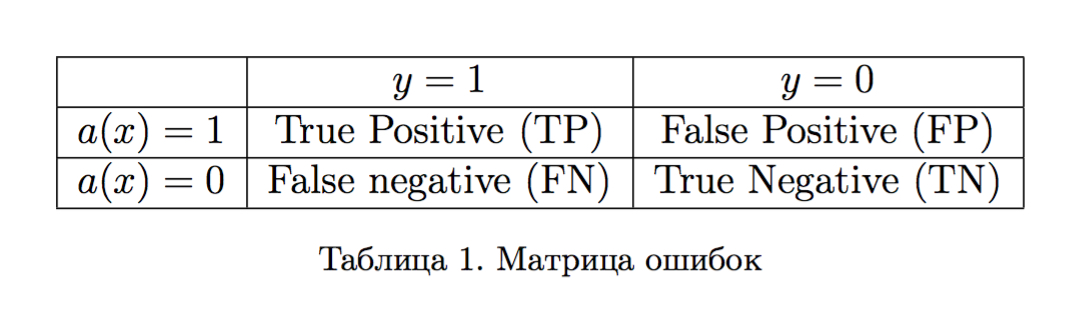 y = 1 y = 0
a(x) = 1 True Positive (TP) False Positive (FP)
a(x) = 0 False negative (FN) True Negative (TN)
Таблица 1. Матрица ошибок